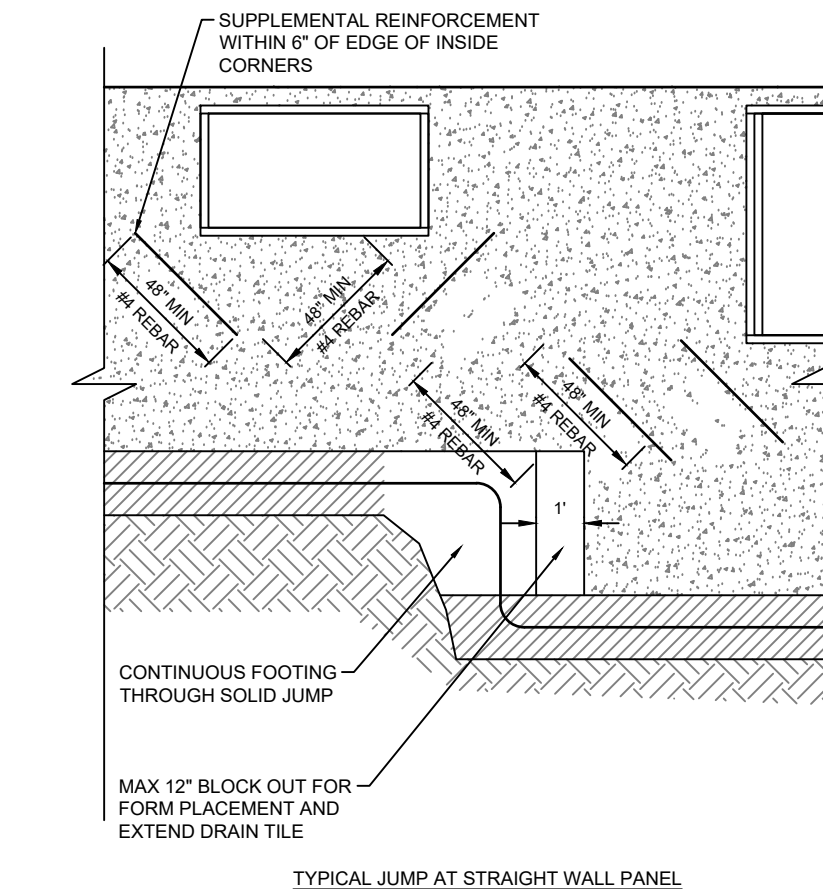 SUPPLEMENTAL REINFORCEMENT
WITHIN 6" OF EDGE OF INSIDE
CORNERS
48" MIN
#4 REBAR
48" MIN
#4 REBAR
48" MIN
#4 REBAR
48" MIN
#4 REBAR
1'
CONTINUOUS FOOTING
THROUGH SOLID JUMP
MAX 12" BLOCK OUT FOR
FORM PLACEMENT AND
EXTEND DRAIN TILE
TYPICAL JUMP AT STRAIGHT WALL PANEL